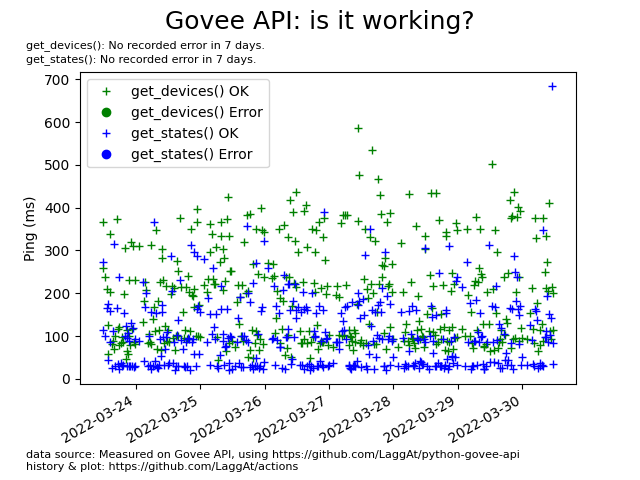 Govee API: is it working?
get_devices(): No recorded error in 7 days.
get_states(): No recorded error in 7 days.
700
600
500
400
300
200
100
0
Ping (ms)
get_devices() OK
get_devices() Error
get_states() OK
get_states() Error
2022-03-24
2022-03-25
2022-03-26
2022-03-27
2022-03-28
2022-03-29
2022-03-30
data source: Measured on Govee API, using https://github.com/LaggAt/python-govee-api
history & plot: https://github.com/LaggAt/actions